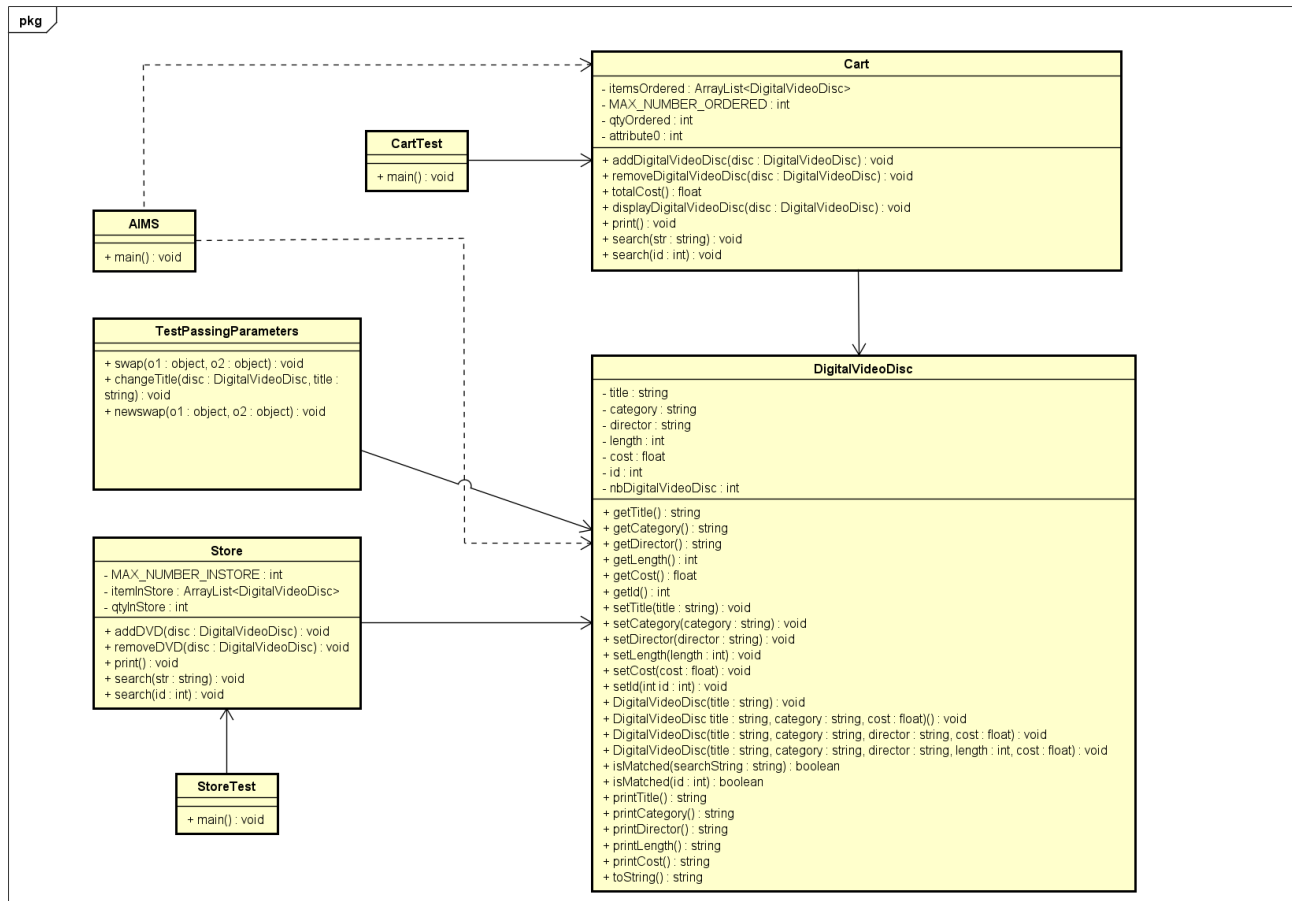 pkg
Cart
- itemsOrdered : ArrayList<DigitalVideoDisc>
- MAX_NUMBER_ORDERED : int
- qtyOrdered : int
- attribute0 : int
+ addDigitalVideoDisc(disc : DigitalVideoDisc) : void
+ removeDigitalVideoDisc(disc : DigitalVideoDisc) : void
+ totalCost() : float
+ displayDigitalVideoDisc(disc : DigitalVideoDisc) : void
+ print() : void
+ search(str : string) : void
+ search(id : int) : void
CartTest
+ main() : void
AIMS
+ main() : void
TestPassingParameters
+ swap(o1 : object, o2 : object) : void
+ changeTitle(disc : DigitalVideoDisc, title :
string) : void
+ newswap(o1 : object, o2 : object) : void
DigitalVideoDisc
- title : string
- category : string
- director : string
- length : int
- cost : float
- id : int
- nbDigitalVideoDisc : int
+ getTitle() : string
+ getCategory() : string
+ getDirector() : string
+ getLength() : int
+ getCost() : float
+ getId() : int
+ setTitle(title : string) : void
+ setCategory(category : string) : void
+ setDirector(director : string) : void
+ setLength(length : int) : void
+ setCost(cost : float) : void
+ setId(int id : int) : void
+ DigitalVideoDisc(title : string) : void
+ DigitalVideoDisc title : string, category : string, cost : float)() : void
+ DigitalVideoDisc(title : string, category : string, director : string, cost : float) : void
+ DigitalVideoDisc(title : string, category : string, director : string, length : int, cost : float) : void
+ isMatched(searchString : string) : boolean
+ isMatched(id : int) : boolean
+ printTitle() : string
+ printCategory() : string
+ printDirector() : string
+ printLength() : string
+ printCost() : string
+ toString() : string
Store
- MAX_NUMBER_INSTORE : int
- itemInStore : ArrayList<DigitalVideoDisc>
- qtyInStore : int
+ addDVD(disc : DigitalVideoDisc) : void
+ removeDVD(disc : DigitalVideoDisc) : void
+ print() : void
+ search(str : string) : void
+ search(id : int) : void
StoreTest
+ main() : void